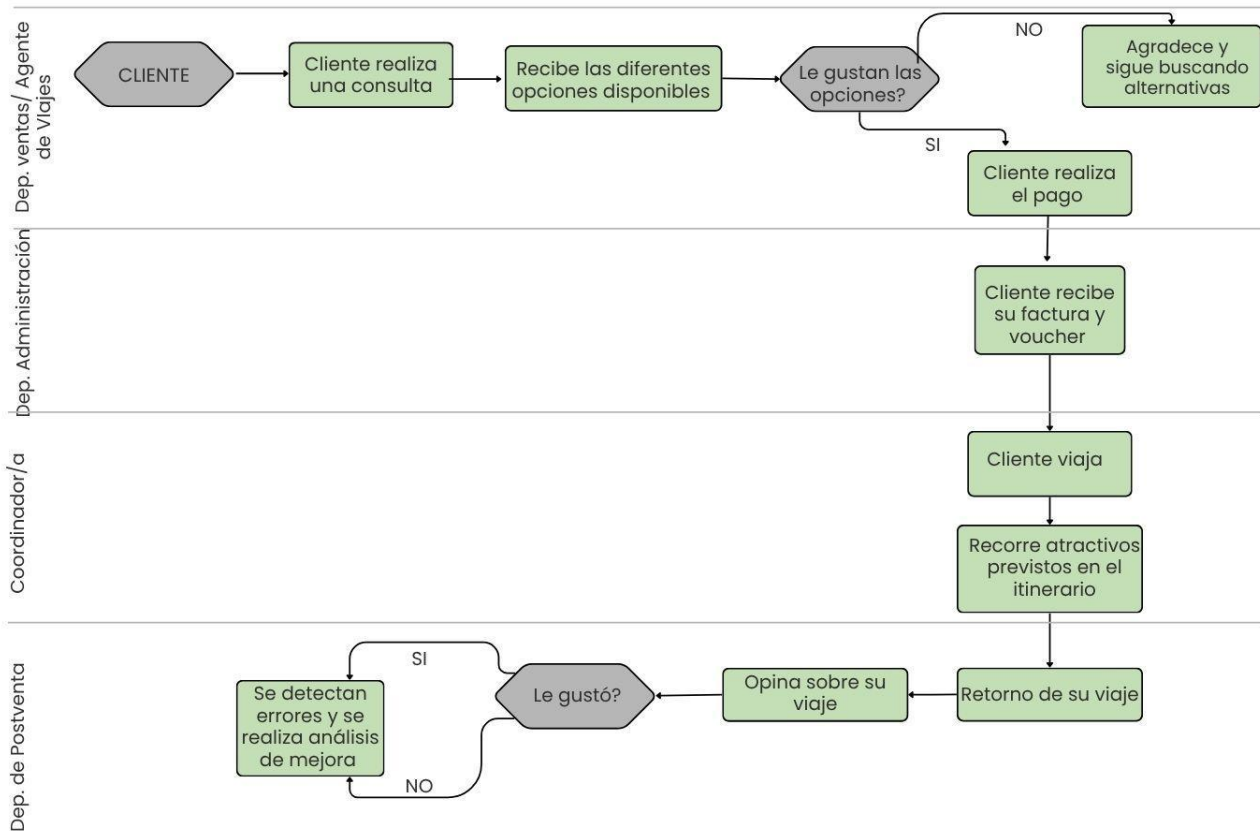 Dep. ventas/ Agente
de VIajes
CLIENTE
Cliente realiza
una consulta
Recibe las diferentes
opciones disponibles
Le gustan las
opciones?
NO
Agradece y
sigue buscando
alternativas
SI
Cliente realiza
el pago
Dep. Administración
Cliente recibe
su factura y
voucher
Coordinador/a
Cliente viaja
Recorre atractivos
previstos en el
itinerario
Dep. de Postventa
Retorno de su viaje
Opina sobre su
viaje
Le gustó?
SI
NO
Se detectan
errores y se
realiza análisis
de mejora